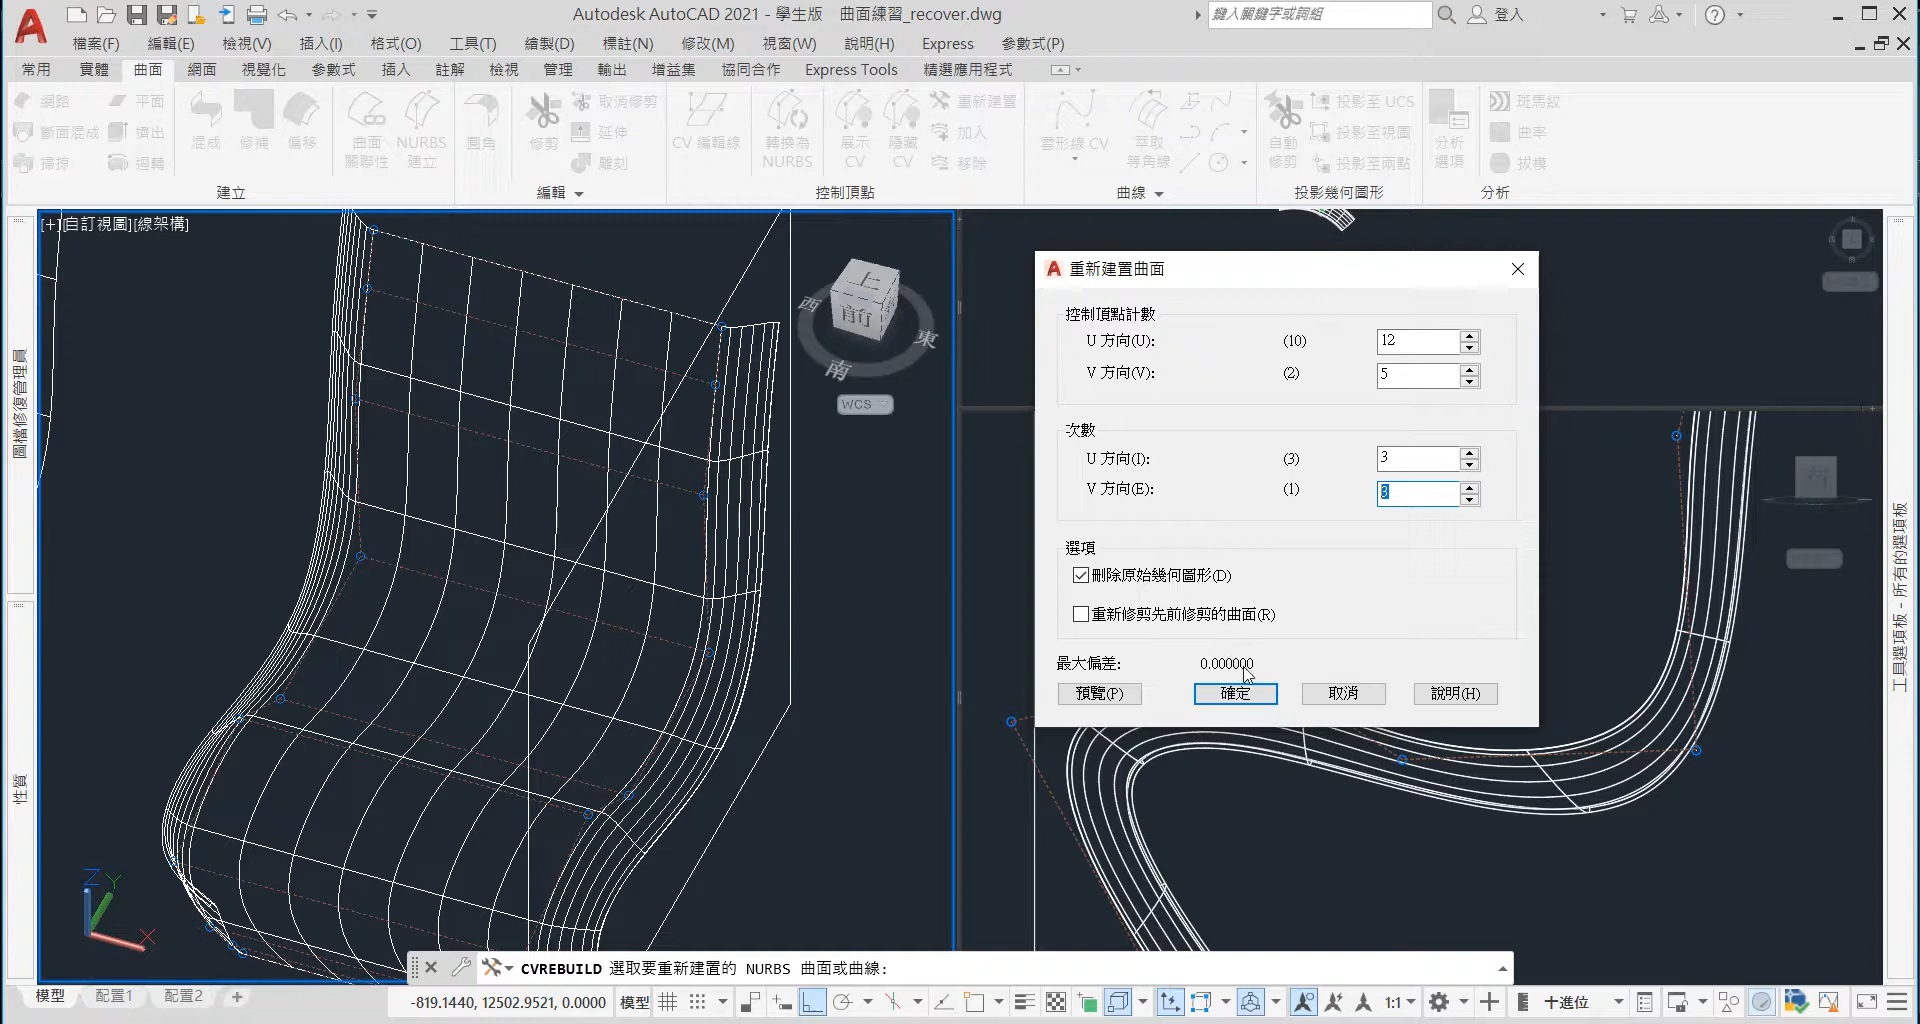 Autodesk AutoCAD 2021 - 學生版 曲面練習_recover.dwg
鍵入關鍵字或詞組
登入
檔案(F) 編輯(E) 檢視(V) 插入(I) 格式(O) 工具(T) 繪製(D) 標註(N) 修改(M) 視窗(W) 說明(H) Express 參數式(P)
常用 實體 曲面 網面 視覺化 參數式 插入 註解 檢視 管理 輸出 增益集 協同合作 Express Tools 精選應用程式
網路 平面 取消修剪 重新建置 投影至 UCS 斑馬紋
斷面混成 擠出 混成 修補 偏移 曲面 NURBS 圓角 修剪 延伸 CV 編輯線 轉換為 展示 隱藏 加入 雲形線 CV 萃取 自動 投影至視圖 分析 曲率
關聯性 建立 NURBS CV CV 等角線 修剪 選項
掃掠 迴轉 雕刻 移除 投影至兩點 拔模
建立 編輯 控制頂點 曲線 投影幾何圖形 分析
[+][自訂視圖][線架構]
上
前
西
南
東
WCS
圖檔修復管理員
性質
工具選項板 - 所有的選項板
重新建置曲面
控制頂點計數
U 方向(U): (10) 12
V 方向(V): (2) 5
次數
U 方向(I): (3) 3
V 方向(E): (1) 3
選項
刪除原始幾何圖形(D)
重新修剪先前修剪的曲面(R)
最大偏差: 0.000000
預覽(P) 確定 取消 說明(H)
Z
Y
X
CVREBUILD 選取要重新建置的 NURBS 曲面或曲線:
模型 配置1 配置2 +
-819.1440, 12502.9521, 0.0000 模型 1:1 十進位